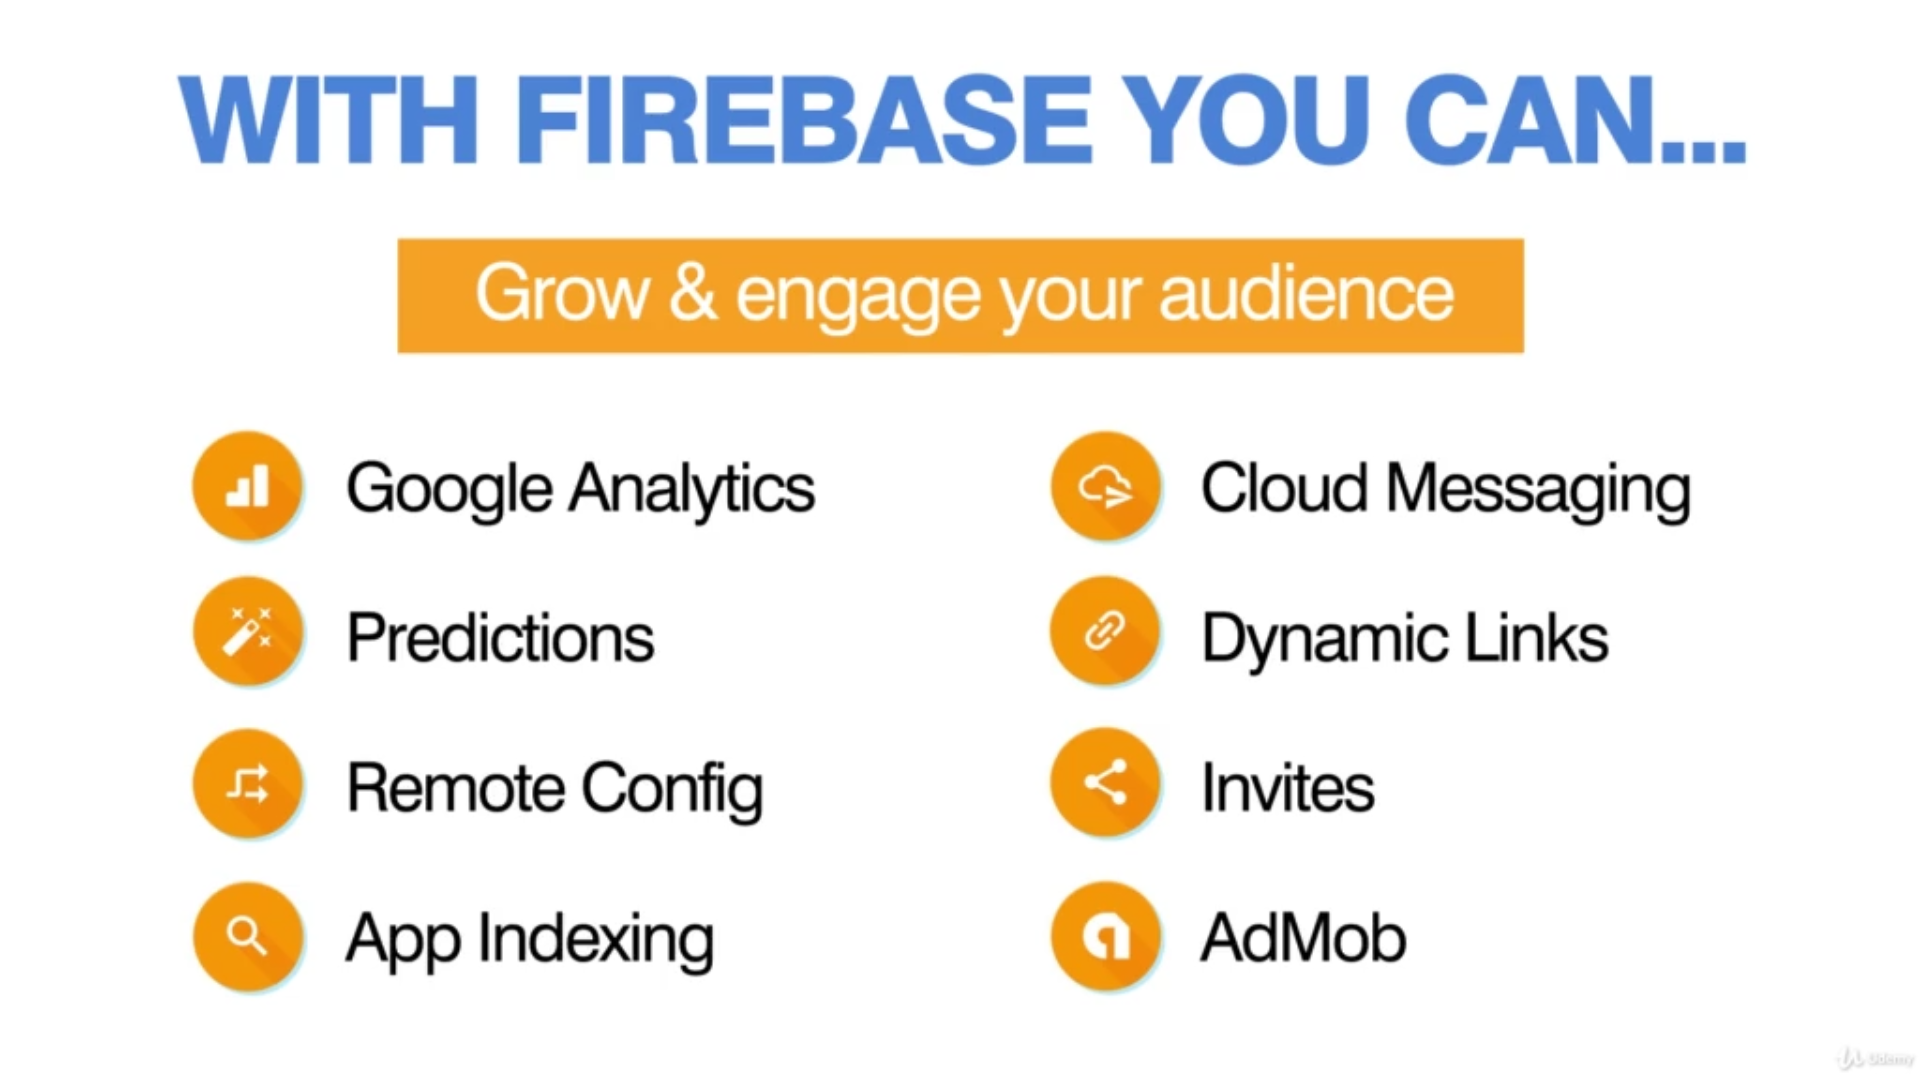 WITH FIREBASE YOU CAN...
Grow & engage your audience
Google Analytics
Cloud Messaging
Predictions
Dynamic Links
Remote Config
Invites
App Indexing
AdMob
Udemy